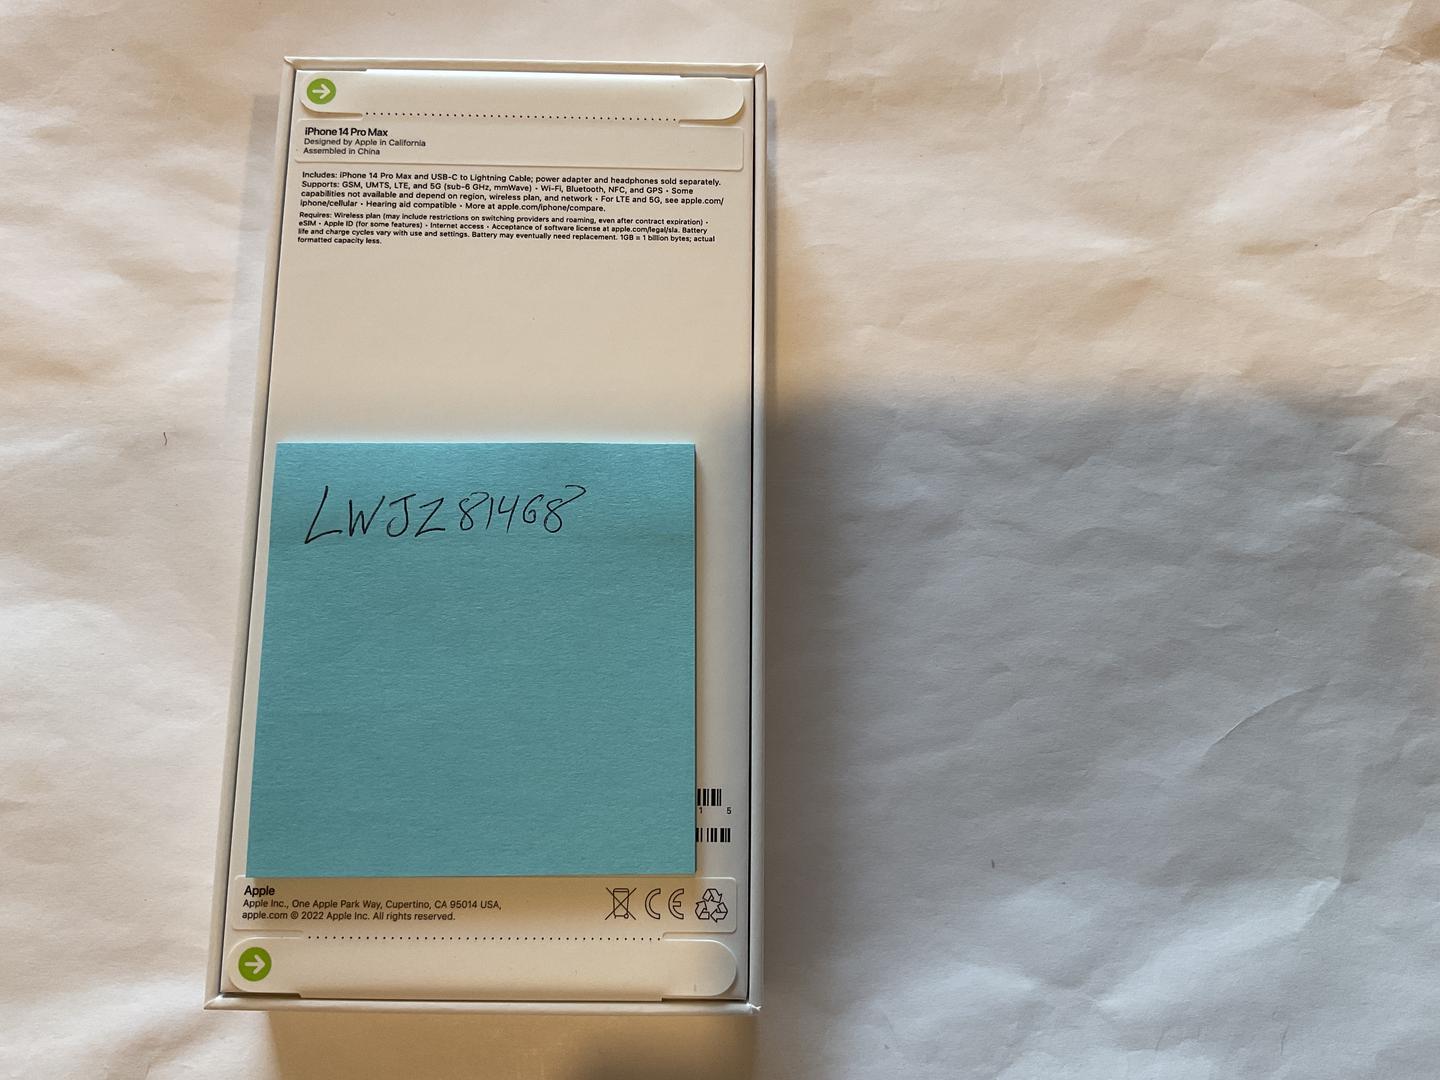 iPhone 14 Pro Max
Designed by Apple in California
Assembled in China
Includes: iPhone 14 Pro Max and USB-C to Lightning Cable; power adapter and headphones sold separately.
Supports: GSM, UMTS, LTE, and 5G (sub-6 GHz, mmWave) • Wi-Fi, Bluetooth, NFC, and GPS • Some
capabilities not available and depend on region, wireless plan, and network • For LTE and 5G, see apple.com/
iphone/cellular • Hearing aid compatible • More at apple.com/iphone/compare.
Requires: Wireless plan (may include restrictions on switching providers and roaming, even after contract expiration) •
eSIM • Apple ID (for some features) • Internet access • Acceptance of software license at apple.com/legal/sla. Battery
life and charge cycles vary with use and settings. Battery may eventually need replacement. 1GB = 1 billion bytes; actual
formatted capacity less.
LWJZ81468
1 5
Apple
Apple Inc., One Apple Park Way, Cupertino, CA 95014 USA,
apple.com © 2022 Apple Inc. All rights reserved.
CE